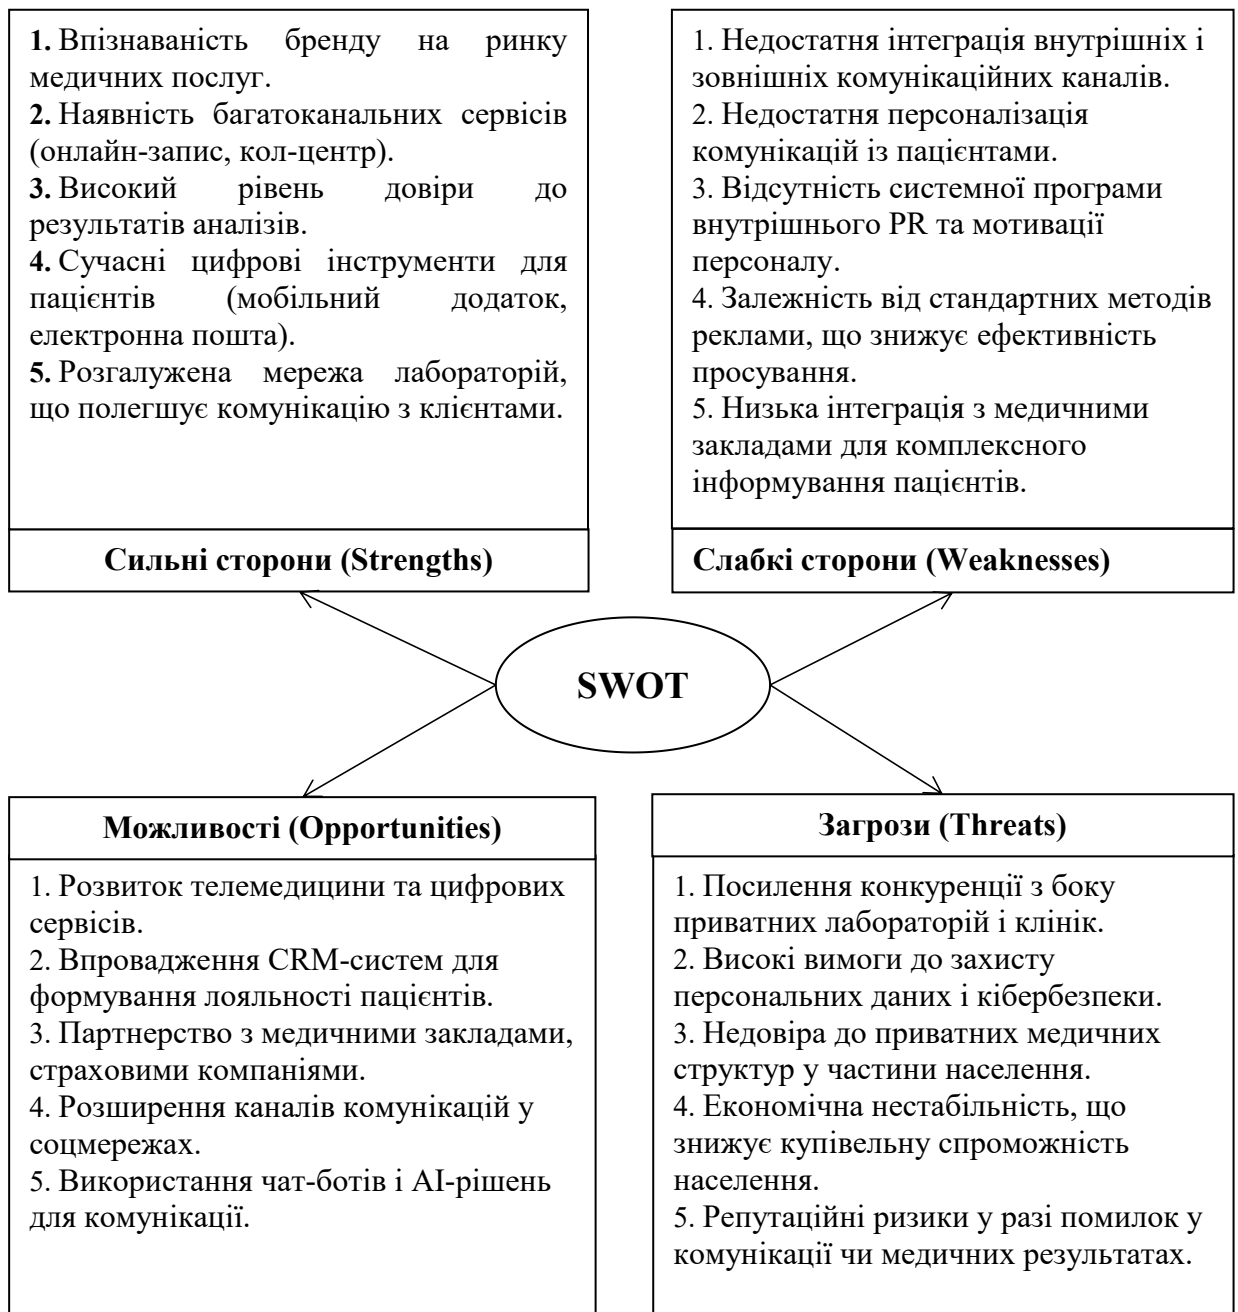 1. Впізнаваність бренду на ринку
медичних послуг.
2. Наявність багатоканальних сервісів
(онлайн-запис, кол-центр).
3. Високий рівень довіри до
результатів аналізів.
4. Сучасні цифрові інструменти для
пацієнтів (мобільний додаток,
електронна пошта).
5. Розгалужена мережа лабораторій,
що полегшує комунікацію з клієнтами.
Сильні сторони (Strengths)
1. Недостатня інтеграція внутрішніх і
зовнішніх комунікаційних каналів.
2. Недостатня персоналізація
комунікацій із пацієнтами.
3. Відсутність системної програми
внутрішнього PR та мотивації
персоналу.
4. Залежність від стандартних методів
реклами, що знижує ефективність
просування.
5. Низька інтеграція з медичними
закладами для комплексного
інформування пацієнтів.
Слабкі сторони (Weaknesses)
SWOT
Можливості (Opportunities)
1. Розвиток телемедицини та цифрових
сервісів.
2. Впровадження CRM-систем для
формування лояльності пацієнтів.
3. Партнерство з медичними закладами,
страховими компаніями.
4. Розширення каналів комунікацій у
соцмережах.
5. Використання чат-ботів і AI-рішень
для комунікації.
Загрози (Threats)
1. Посилення конкуренції з боку
приватних лабораторій і клінік.
2. Високі вимоги до захисту
персональних даних і кібербезпеки.
3. Недовіра до приватних медичних
структур у частини населення.
4. Економічна нестабільність, що
знижує купівельну спроможність
населення.
5. Репутаційні ризики у разі помилок у
комунікації чи медичних результатах.